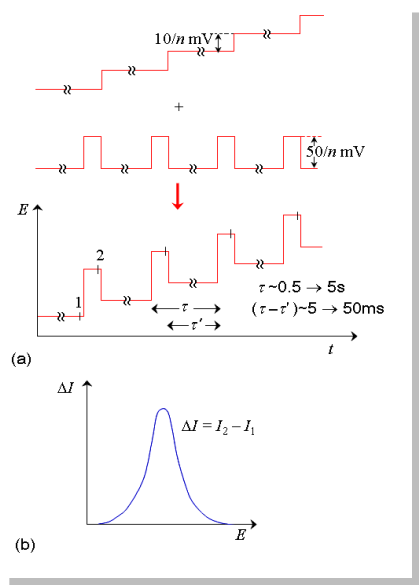 10/n mV
+
50/n mV
E
2
1
τ ~0.5 → 5s
τ
(τ–τ′)~5 → 50ms
τ′
t
(a)
ΔI
ΔI = I₂ – I₁
E
(b)